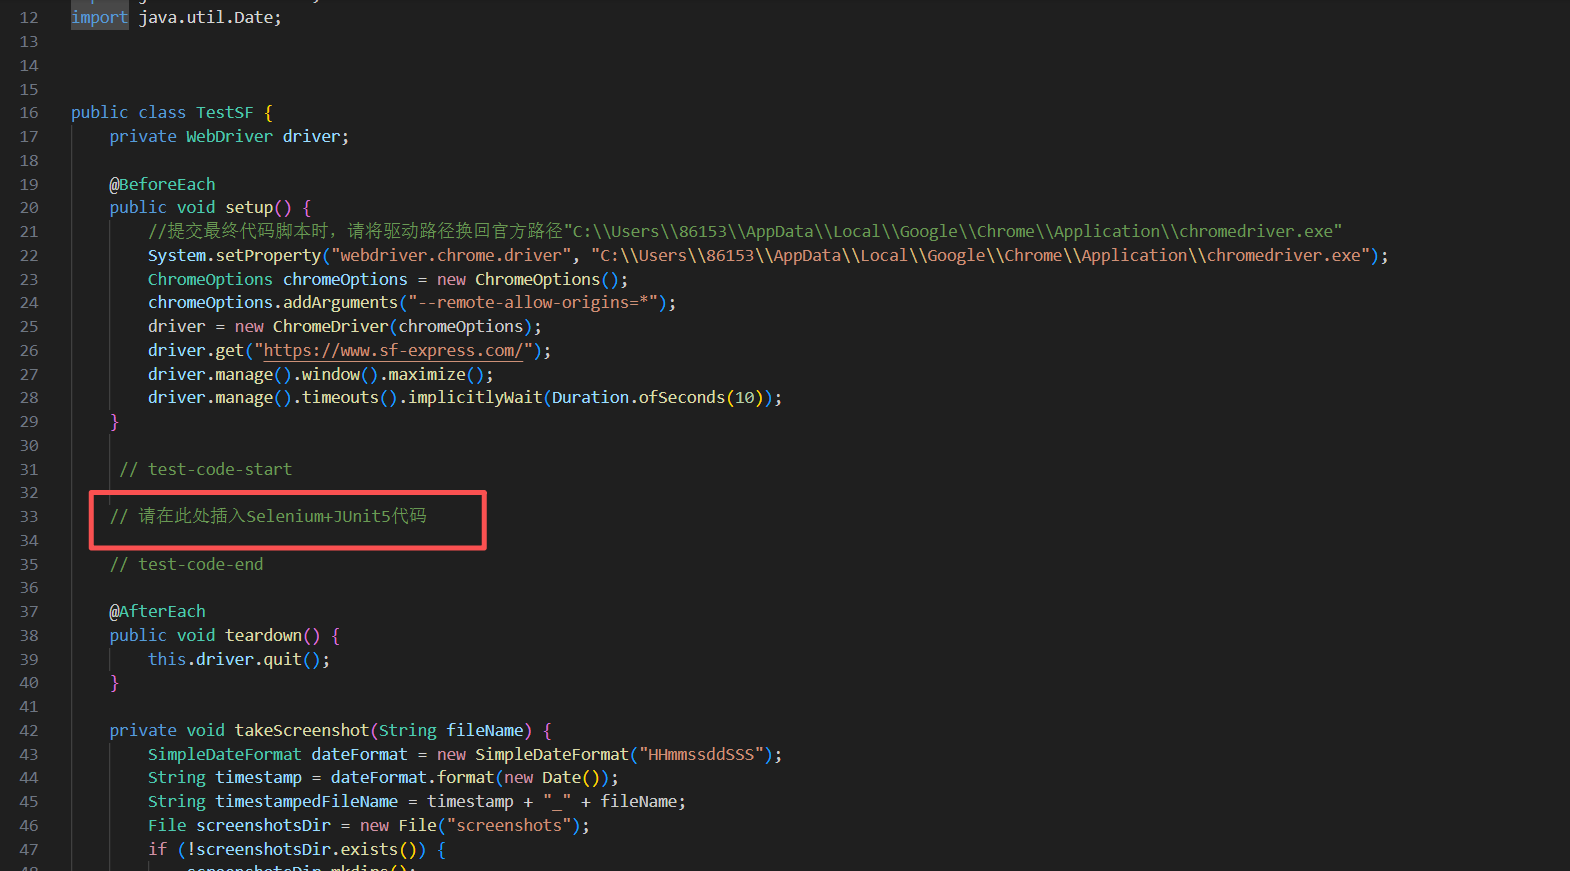 12 import java.util.Date;
13
14
15
16 public class TestSF {
17 private WebDriver driver;
18
19 @BeforeEach
20 public void setup() {
21 //提交最终代码脚本时，请将驱动路径换回官方路径"C:\\Users\\86153\\AppData\\Local\\Google\\Chrome\\Application\\chromedriver.exe"
22 System.setProperty("webdriver.chrome.driver", "C:\\Users\\86153\\AppData\\Local\\Google\\Chrome\\Application\\chromedriver.exe");
23 ChromeOptions chromeOptions = new ChromeOptions();
24 chromeOptions.addArguments("--remote-allow-origins=*");
25 driver = new ChromeDriver(chromeOptions);
26 driver.get("https://www.sf-express.com/");
27 driver.manage().window().maximize();
28 driver.manage().timeouts().implicitlyWait(Duration.ofSeconds(10));
29 }
30
31 // test-code-start
32
33 // 请在此处插入Selenium+JUnit5代码
34
35 // test-code-end
36
37 @AfterEach
38 public void teardown() {
39 this.driver.quit();
40 }
41
42 private void takeScreenshot(String fileName) {
43 SimpleDateFormat dateFormat = new SimpleDateFormat("HHmmssddSSS");
44 String timestamp = dateFormat.format(new Date());
45 String timestampedFileName = timestamp + "_" + fileName;
46 File screenshotsDir = new File("screenshots");
47 if (!screenshotsDir.exists()) {